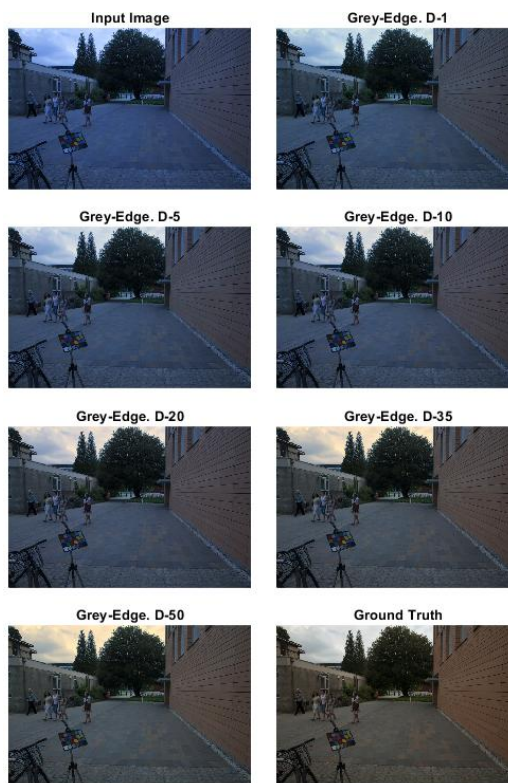 Input Image
Grey-Edge. D-1
Grey-Edge. D-5
Grey-Edge. D-10
Grey-Edge. D-20
Grey-Edge. D-35
Grey-Edge. D-50
Ground Truth